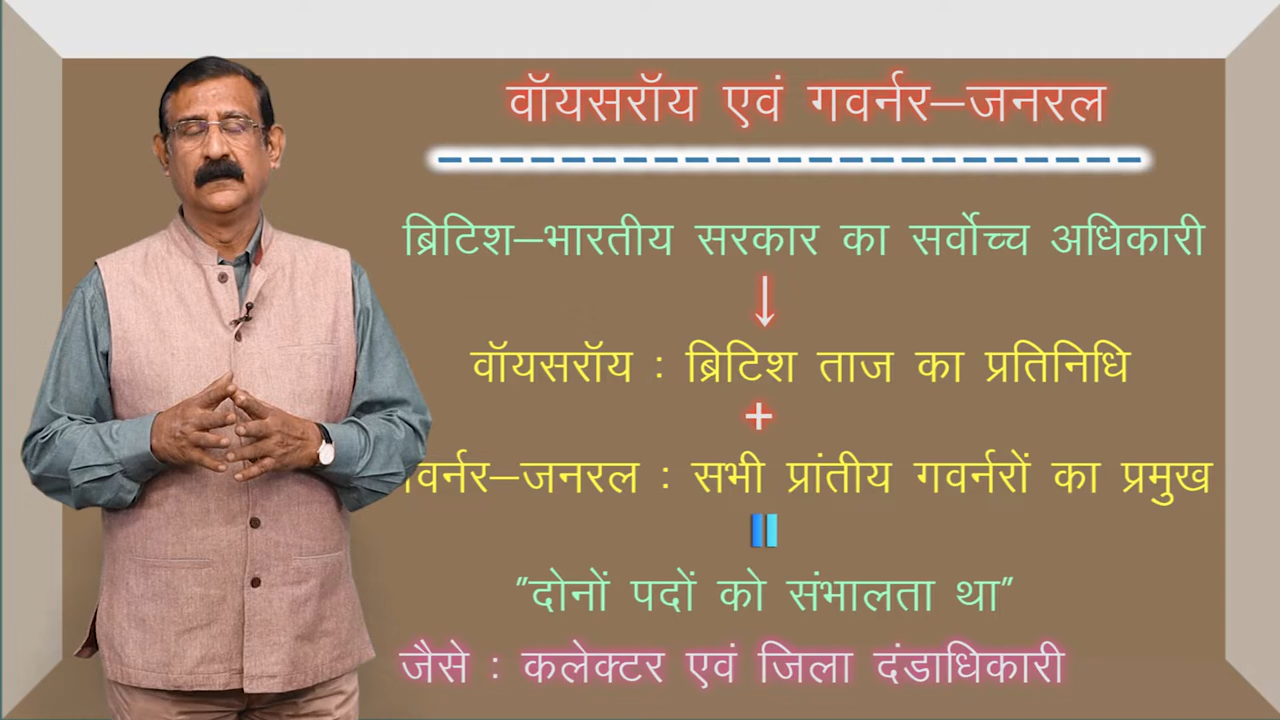 वॉयसरॉय एवं गवर्नर–जनरल
ब्रिटिश–भारतीय सरकार का सर्वोच्च अधिकारी
↓
वॉयसरॉय : ब्रिटिश ताज का प्रतिनिधि
+
वर्नर–जनरल : सभी प्रांतीय गवर्नरों का प्रमुख
"दोनों पदों को संभालता था"
जैसे : कलेक्टर एवं जिला दंडाधिकारी